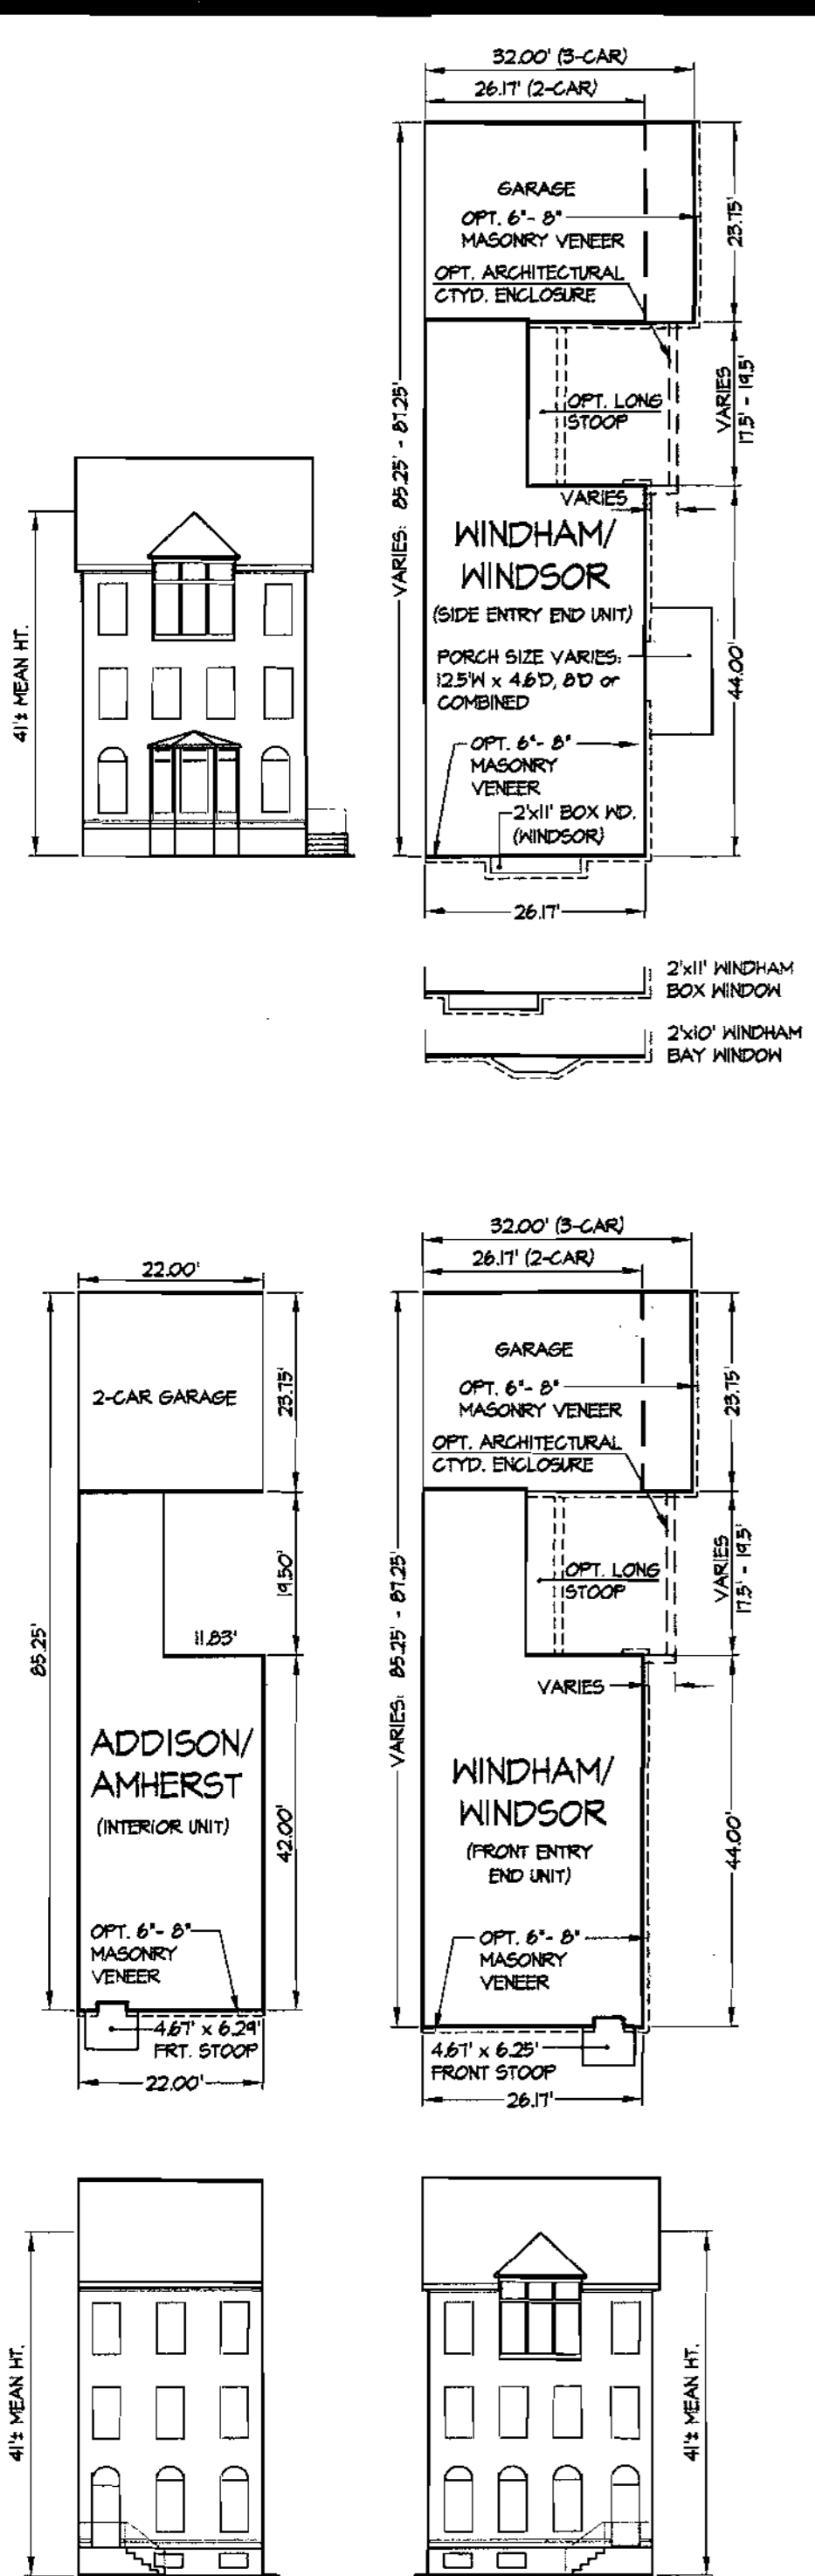 32.00' (3-CAR)
26.17' (2-CAR)
GARAGE
OPT. 6"- 8"
MASONRY VENEER
OPT. ARCHITECTURAL
CTYD. ENCLOSURE
23.75'
VARIES
17.5' - 19.5'
OPT. LONG
STOOP
VARIES: 85.25' - 87.25'
VARIES
WINDHAM/
WINDSOR
(SIDE ENTRY END UNIT)
PORCH SIZE VARIES:
12.5'W x 4.6'D, 8'D or
COMBINED
44.00'
OPT. 6"- 8"
MASONRY
VENEER
2'x11' BOX WD.
(WINDSOR)
26.17'
41'± MEAN HT.
2'x11' WINDHAM
BOX WINDOW
2'x10' WINDHAM
BAY WINDOW
22.00'
2-CAR GARAGE
23.75'
19.50'
11.83'
85.25'
ADDISON/
AMHERST
(INTERIOR UNIT)
42.00'
OPT. 6"- 8"
MASONRY
VENEER
4.67' x 6.29'
FRT. STOOP
22.00'
32.00' (3-CAR)
26.17' (2-CAR)
GARAGE
OPT. 6"- 8"
MASONRY VENEER
OPT. ARCHITECTURAL
CTYD. ENCLOSURE
23.75'
VARIES
17.5' - 19.5'
OPT. LONG
STOOP
VARIES: 85.25' - 87.25'
VARIES
WINDHAM/
WINDSOR
(FRONT ENTRY
END UNIT)
44.00'
OPT. 6"- 8"
MASONRY
VENEER
4.67' x 6.25'
FRONT STOOP
26.17'
41'± MEAN HT.
41'± MEAN HT.